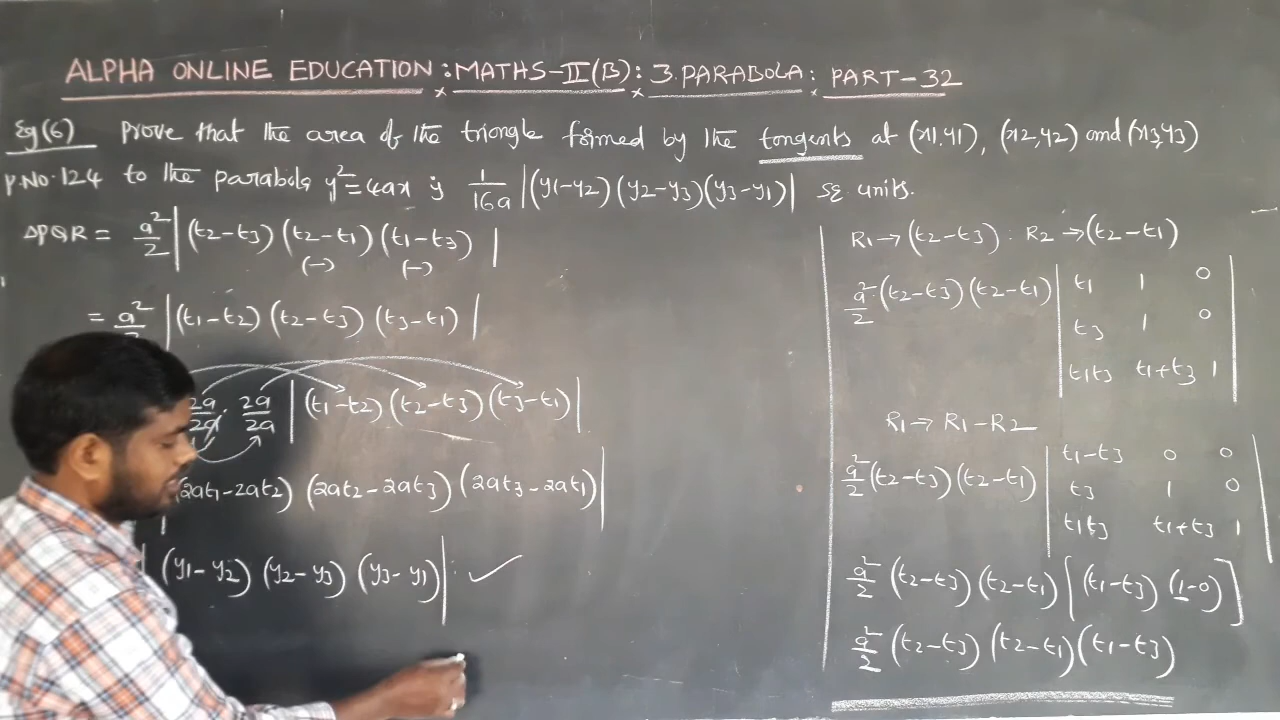 ALPHA ONLINE EDUCATION : MATHS-II(B) : 3.PARABOLA : PART-32
Eg(6) Prove that the area of the triangle formed by the tangents at (x1,y1), (x2,y2) and (x3,y3)
P.No.124 to the parabola y²=4ax is 1/16a |(y1-y2)(y2-y3)(y3-y1)| sq. units.
ΔPQR = a²/2 |(t2-t3)(t2-t1)(t1-t3)|
(-) (-)
= a²/2 |(t1-t2)(t2-t3)(t3-t1)|
2a/2a · 2a/2a |(t1-t2)(t2-t3)(t3-t1)|
(2at1-2at2)(2at2-2at3)(2at3-2at1)|
(y1-y2)(y2-y3)(y3-y1)| ✓
R1→(t2-t3) : R2→(t2-t1)
a²/2 (t2-t3)(t2-t1) | t1 1 0
t3 1 0
t1t3 t1+t3 1 |
R1→R1-R2
a²/2 (t2-t3)(t2-t1) | t1-t3 0 0
t3 1 0
t1t3 t1+t3 1 |
a²/2 (t2-t3)(t2-t1)[(t1-t3)(1-0)]
a²/2 (t2-t3)(t2-t1)(t1-t3)